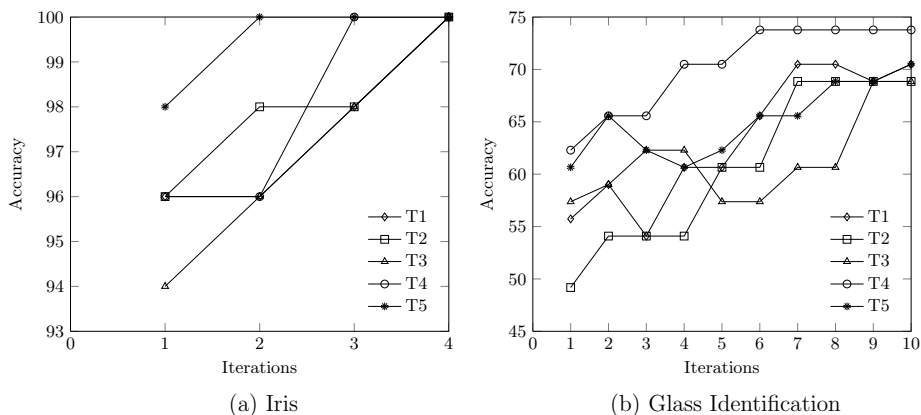 100
99
98
97
96
95
94
93
0
1
2
3
4
Accuracy
Iterations
T1
T2
T3
T4
T5
(a) Iris
75
70
65
60
55
50
45
0
1
2
3
4
5
6
7
8
9
10
Accuracy
Iterations
T1
T2
T3
T4
T5
(b) Glass Identification